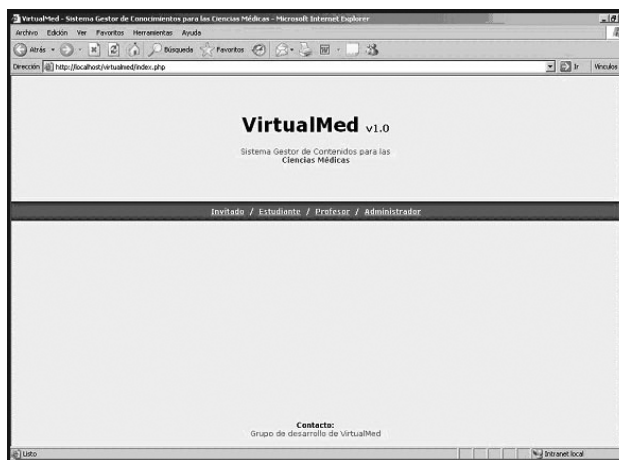 VirtualMed - Sistema Gestor de Conocimientos para las Ciencias Médicas - Microsoft Internet Explorer
Archivo Edición Ver Favoritos Herramientas Ayuda
Atrás Búsqueda Favoritos
Dirección http://localhost/virtualmed/index.php Ir Vínculos
VirtualMed v1.0
Sistema Gestor de Contenidos para las
Ciencias Médicas
Invitado / Estudiante / Profesor / Administrador
Contacto:
Grupo de desarrollo de VirtualMed
Listo Intranet local